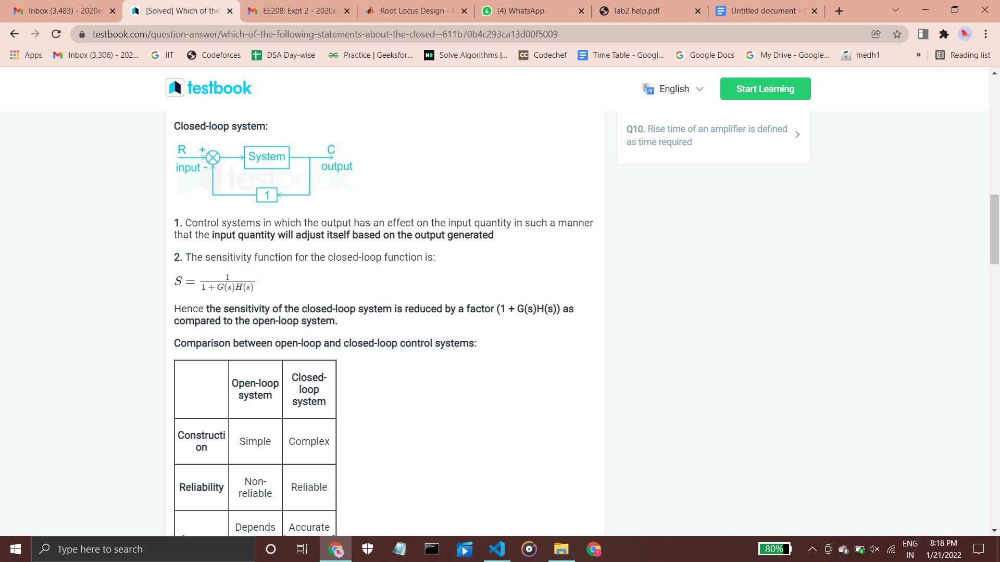 Inbox (3,483) - 2020e
[Solved] Which of the
EE208: Expt 2 - 2020e
Root Locus Design -
(4) WhatsApp
lab2 help.pdf
Untitled document -
testbook.com/question-answer/which-of-the-following-statements-about-the-closed--611b70b4c293ca13d00f5009
Apps
Inbox (3,306) - 202...
IIT
Codeforces
DSA Day-wise
Practice | Geeksfor...
Solve Algorithms |...
Codechef
Time Table - Googl...
Google Docs
My Drive - Google...
medh1
»
Reading list
testbook
English
Start Learning
Closed-loop system:
R + System C
input - output
1
testbook
1. Control systems in which the output has an effect on the input quantity in such a manner
that the input quantity will adjust itself based on the output generated
2. The sensitivity function for the closed-loop function is:
S = 1 / 1 + G(s)H(s)
Hence the sensitivity of the closed-loop system is reduced by a factor (1 + G(s)H(s)) as
compared to the open-loop system.
Comparison between open-loop and closed-loop control systems:
Open-loop
system
Closed-
loop
system
Constructi
on
Simple
Complex
Reliability
Non-
reliable
Reliable
Depends
Accurate
Q10. Rise time of an amplifier is defined
as time required
Type here to search
80%
ENG
IN
8:18 PM
1/21/2022